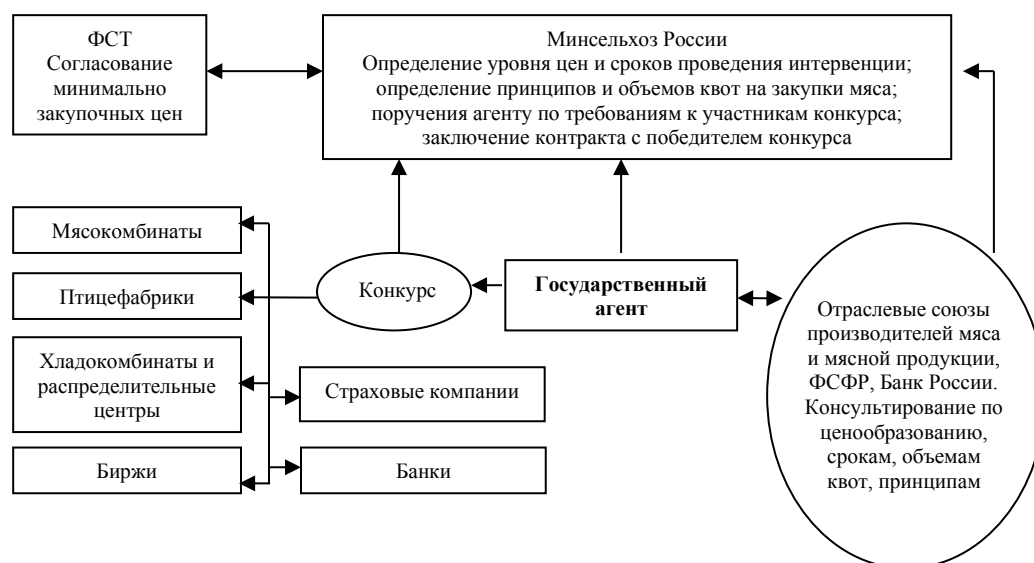 ФСТ
Согласование
минимально
закупочных цен
Минсельхоз России
Определение уровня цен и сроков проведения интервенции;
определение принципов и объемов квот на закупки мяса;
поручения агенту по требованиям к участникам конкурса;
заключение контракта с победителем конкурса
Мясокомбинаты
Птицефабрики
Хладокомбинаты и
распределительные
центры
Биржи
Конкурс
Страховые компании
Банки
Государственный
агент
Отраслевые союзы
производителей мяса
и мясной продукции,
ФСФР, Банк России.
Консультирование по
ценообразованию,
срокам, объемам
квот, принципам